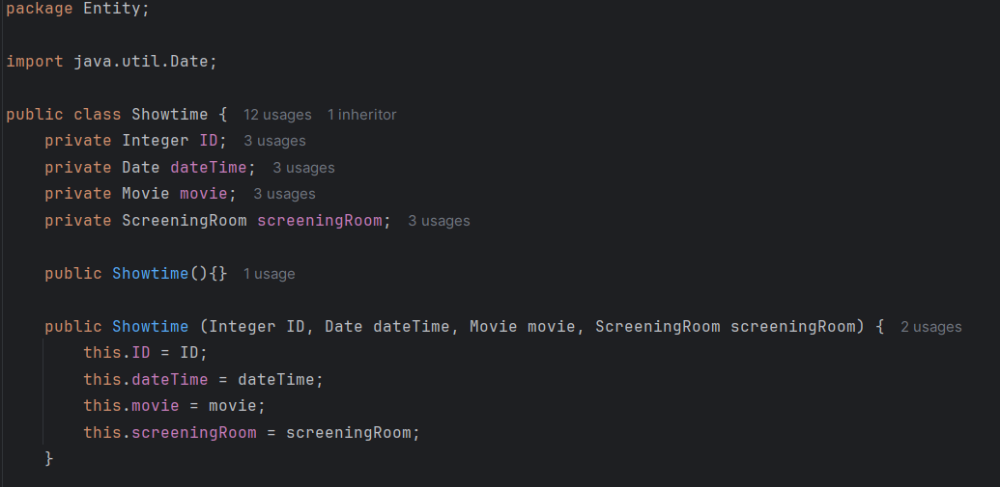 package Entity;
import java.util.Date;
public class Showtime { 12 usages 1 inheritor
private Integer ID; 3 usages
private Date dateTime; 3 usages
private Movie movie; 3 usages
private ScreeningRoom screeningRoom; 3 usages
public Showtime(){} 1 usage
public Showtime (Integer ID, Date dateTime, Movie movie, ScreeningRoom screeningRoom) { 2 usages
this.ID = ID;
this.dateTime = dateTime;
this.movie = movie;
this.screeningRoom = screeningRoom;
}